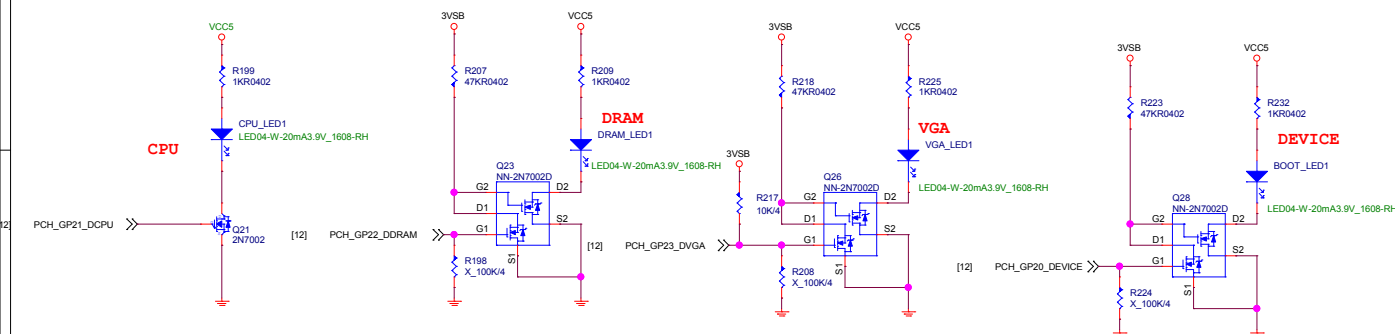 VCC5
R199
1KR0402
CPU_LED1
LED04-W-20mA3.9V_1608-RH
CPU
PCH_GP21_DCPU
Q21
2N7002
3VSB
VCC5
R207
47KR0402
R209
1KR0402
DRAM
DRAM_LED1
LED04-W-20mA3.9V_1608-RH
Q23
NN-2N7002D
G2
D2
D1
S2
G1
S1
[12]
PCH_GP22_DDRAM
R198
X_100K/4
3VSB
VCC5
R218
47KR0402
R225
1KR0402
VGA
VGA_LED1
LED04-W-20mA3.9V_1608-RH
3VSB
R217
10K/4
Q26
NN-2N7002D
G2
D2
D1
S2
G1
S1
[12]
PCH_GP23_DVGA
R208
X_100K/4
3VSB
VCC5
R223
47KR0402
R232
1KR0402
DEVICE
BOOT_LED1
LED04-W-20mA3.9V_1608-RH
Q28
NN-2N7002D
G2
D2
D1
S2
G1
S1
[12]
PCH_GP20_DEVICE
R224
X_100K/4